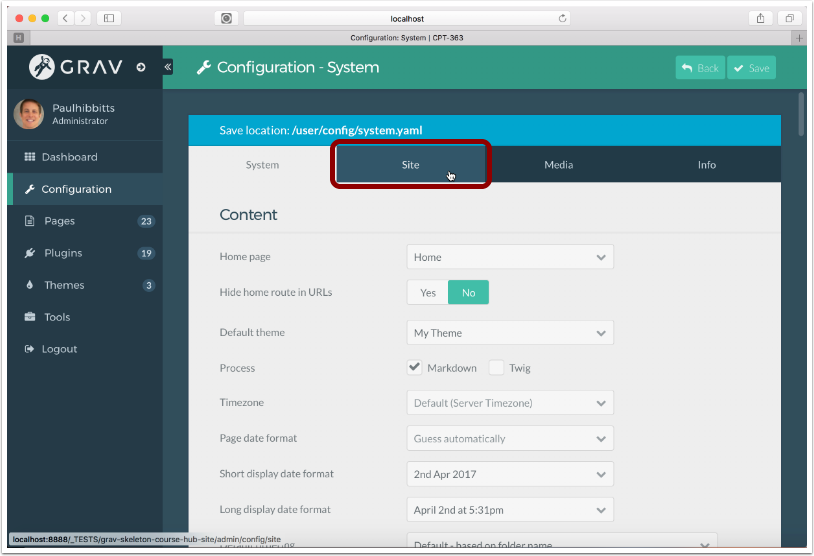 localhost
Configuration: System | CPT-363
GRAV
Configuration - System
Back
Save
Paulhibbitts
Administrator
Save location: /user/config/system.yaml
Dashboard
Configuration
Pages 23
Plugins 19
Themes 3
Tools
Logout
System Site Media Info
Content
Home page Home
Hide home route in URLs Yes No
Default theme My Theme
Process Markdown Twig
Timezone Default (Server Timezone)
Page date format Guess automatically
Short display date format 2nd Apr 2017
Long display date format April 2nd at 5:31pm
Default ordering Default - based on folder name
localhost:8888/_TESTS/grav-skeleton-course-hub-site/admin/config/site